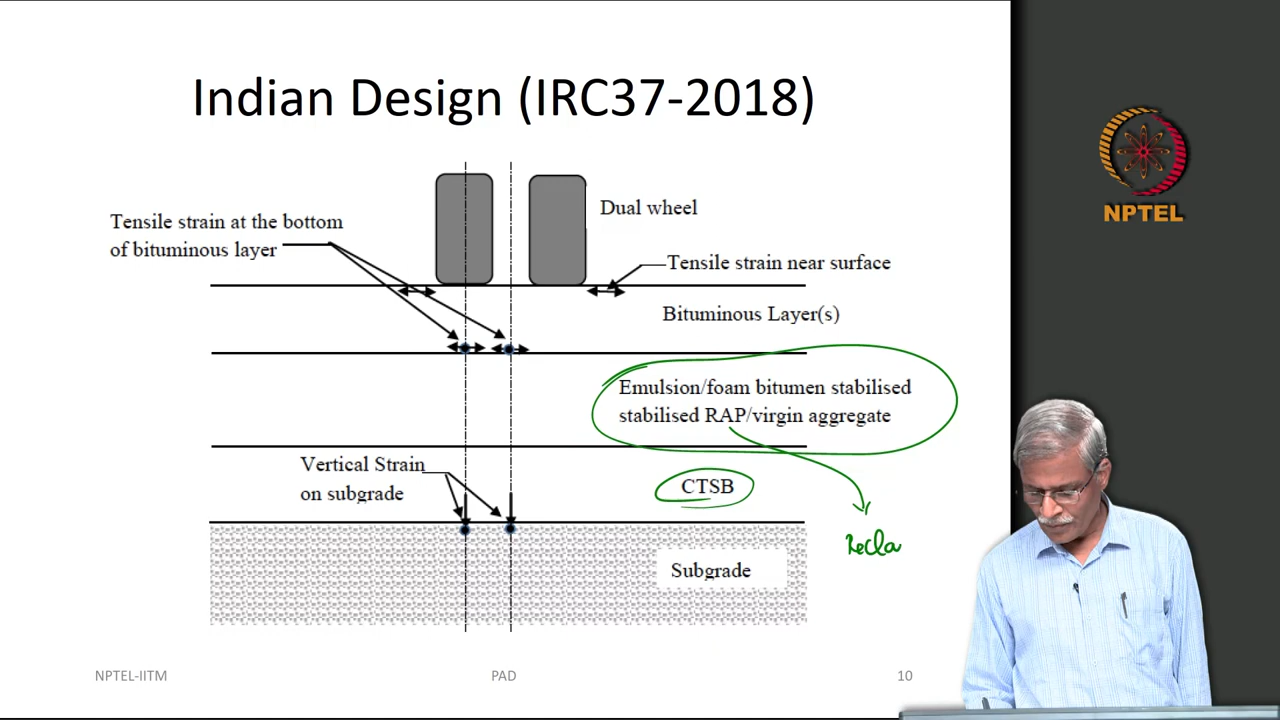 Indian Design (IRC37-2018)
NPTEL
Dual wheel
Tensile strain at the bottom
of bituminous layer
Tensile strain near surface
Bituminous Layer(s)
Emulsion/foam bitumen stabilised
stabilised RAP/virgin aggregate
Vertical Strain
on subgrade
CTSB
Recla
Subgrade
NPTEL-IITM
PAD
10